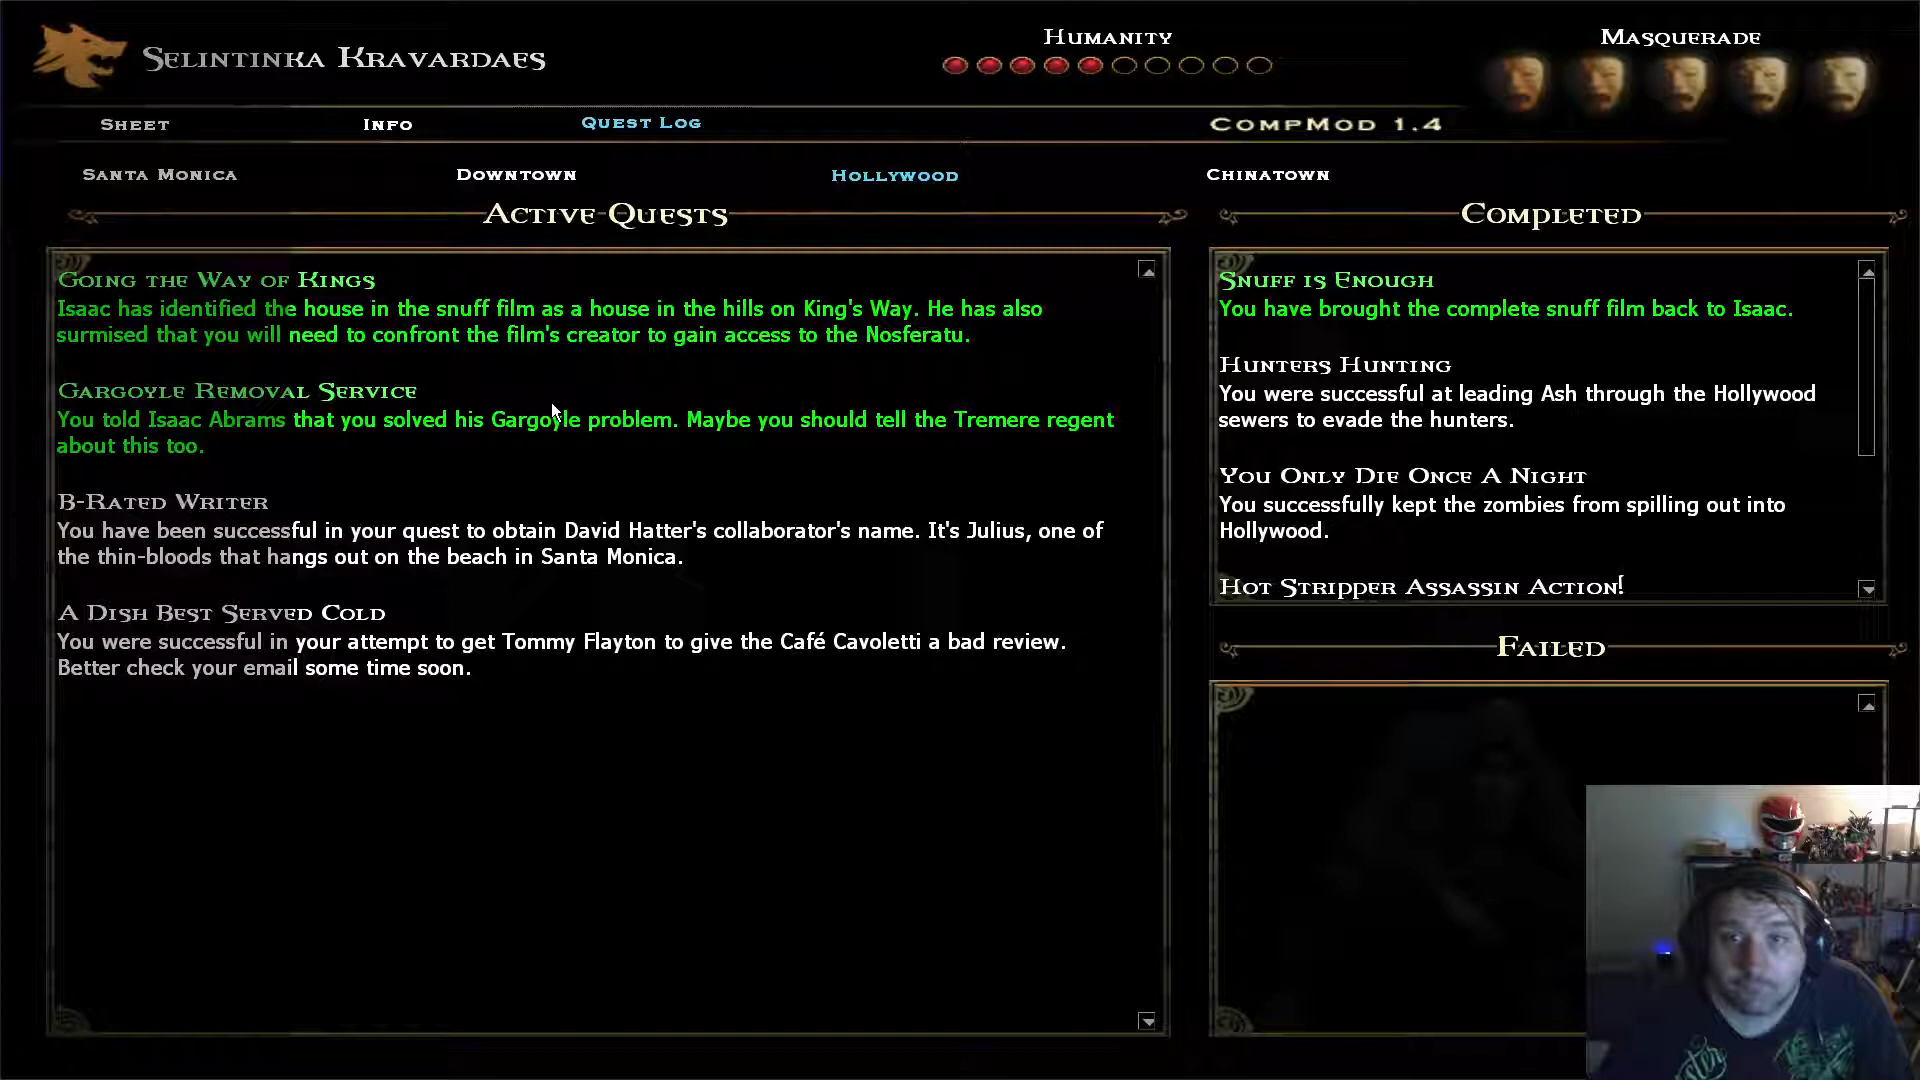 Selintinka Kravardaes
Humanity
Masquerade
Sheet
Info
Quest Log
CompMod 1.4
Santa Monica
Downtown
Hollywood
Chinatown
Active Quests
Going the Way of Kings
Isaac has identified the house in the snuff film as a house in the hills on King's Way. He has also
surmised that you will need to confront the film's creator to gain access to the Nosferatu.
Gargoyle Removal Service
You told Isaac Abrams that you solved his Gargoyle problem. Maybe you should tell the Tremere regent
about this too.
B-Rated Writer
You have been successful in your quest to obtain David Hatter's collaborator's name. It's Julius, one of
the thin-bloods that hangs out on the beach in Santa Monica.
A Dish Best Served Cold
You were successful in your attempt to get Tommy Flayton to give the Café Cavoletti a bad review.
Better check your email some time soon.
Completed
Snuff is Enough
You have brought the complete snuff film back to Isaac.
Hunters Hunting
You were successful at leading Ash through the Hollywood
sewers to evade the hunters.
You Only Die Once A Night
You successfully kept the zombies from spilling out into
Hollywood.
Hot Stripper Assassin Action!
Failed